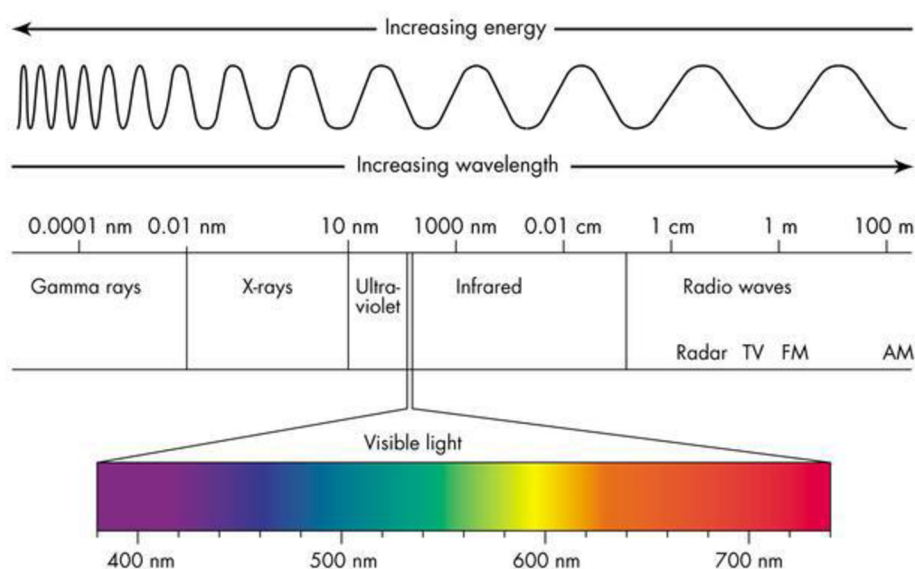 Increasing energy
Increasing wavelength
0.0001 nm 0.01 nm 10 nm 1000 nm 0.01 cm 1 cm 1 m 100 m
Gamma rays X-rays Ultra- Infrared Radio waves
violet
Radar TV FM AM
Visible light
400 nm 500 nm 600 nm 700 nm